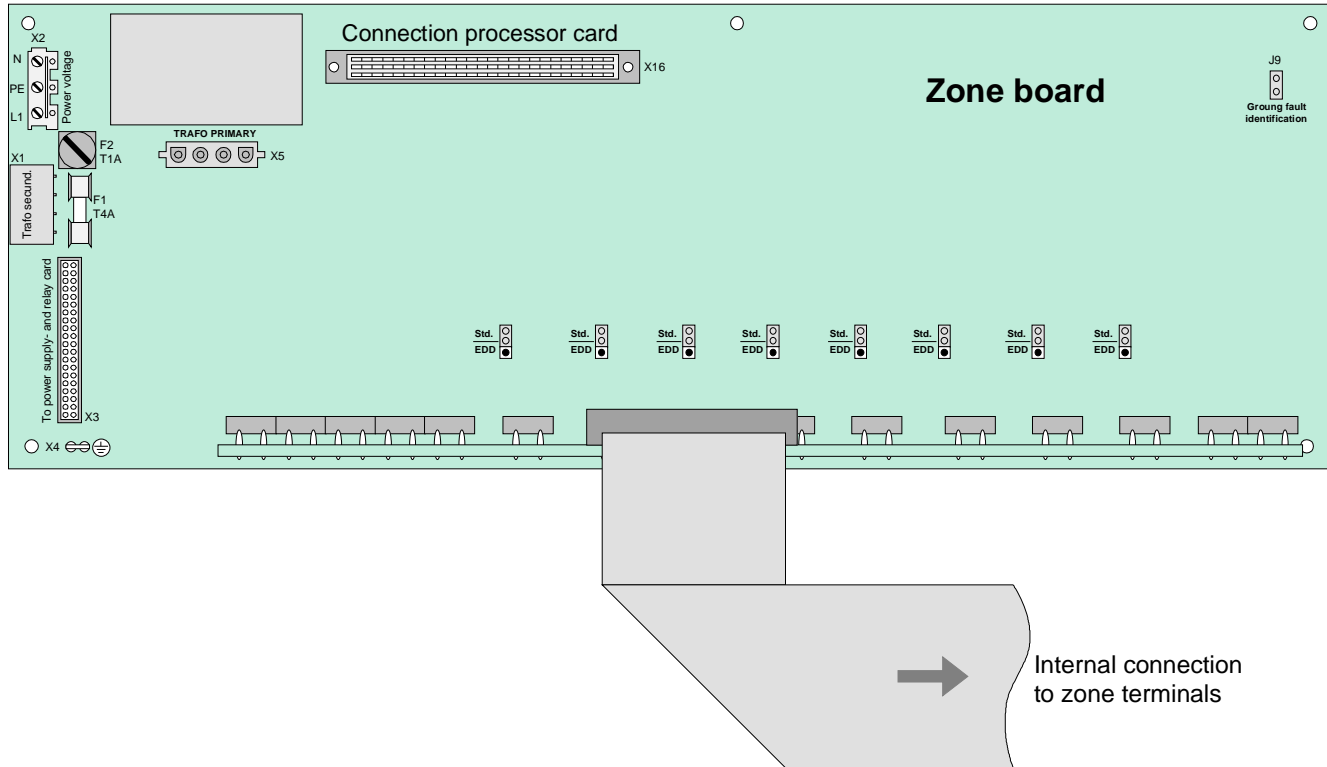 X2
N
PE
L1
Power voltage
Connection processor card
X16
Zone board
J9
Groung fault
identification
TRAFO PRIMARY
X5
F2
T1A
X1
Trafo secund.
F1
T4A
To power supply- and relay card
X3
X4
Std.
EDD
Std.
EDD
Std.
EDD
Std.
EDD
Std.
EDD
Std.
EDD
Std.
EDD
Std.
EDD
Internal connection
to zone terminals